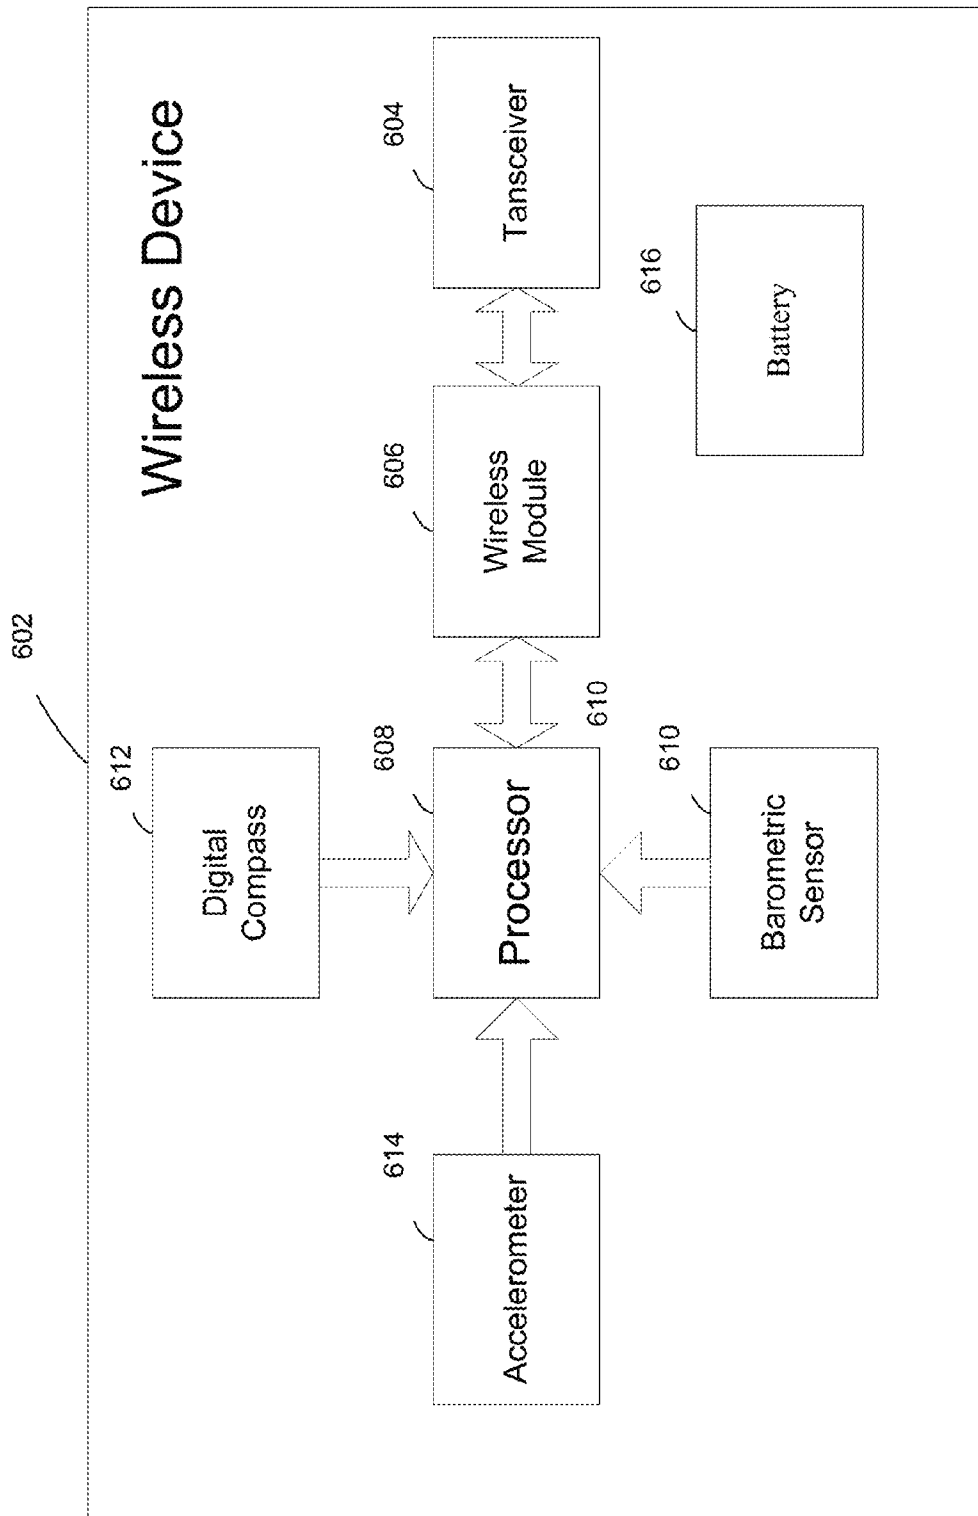 602
Wireless Device
612
Digital
Compass
614
Accelerometer
608
Processor
606
Wireless
Module
604
Tansceiver
610
610
Barometric
Sensor
616
Battery